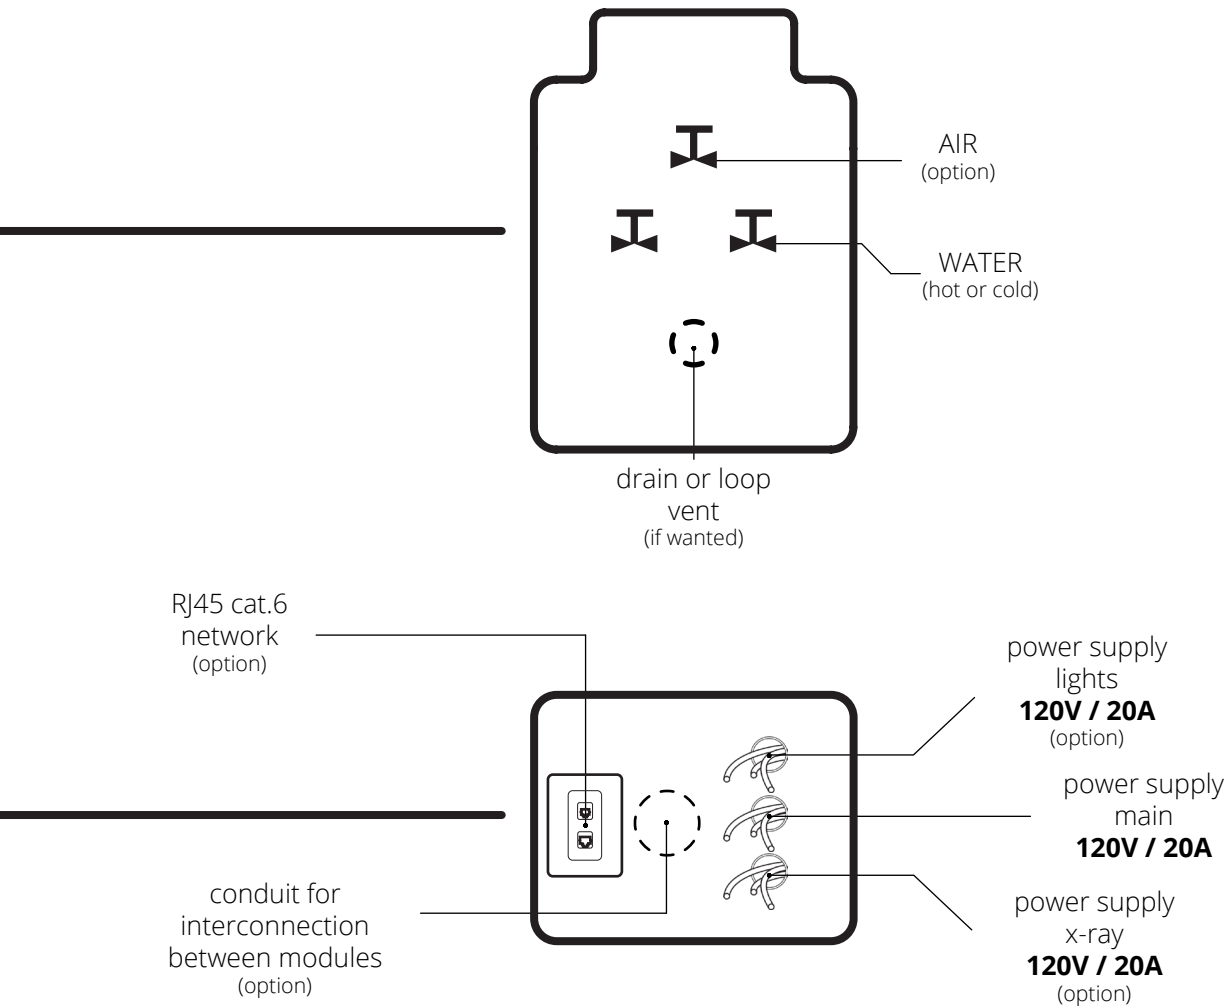 AIR
(option)
WATER
(hot or cold)
drain or loop
vent
(if wanted)
RJ45 cat.6
network
(option)
power supply
lights
120V / 20A
(option)
power supply
main
120V / 20A
conduit for
interconnection
between modules
(option)
power supply
x-ray
120V / 20A
(option)